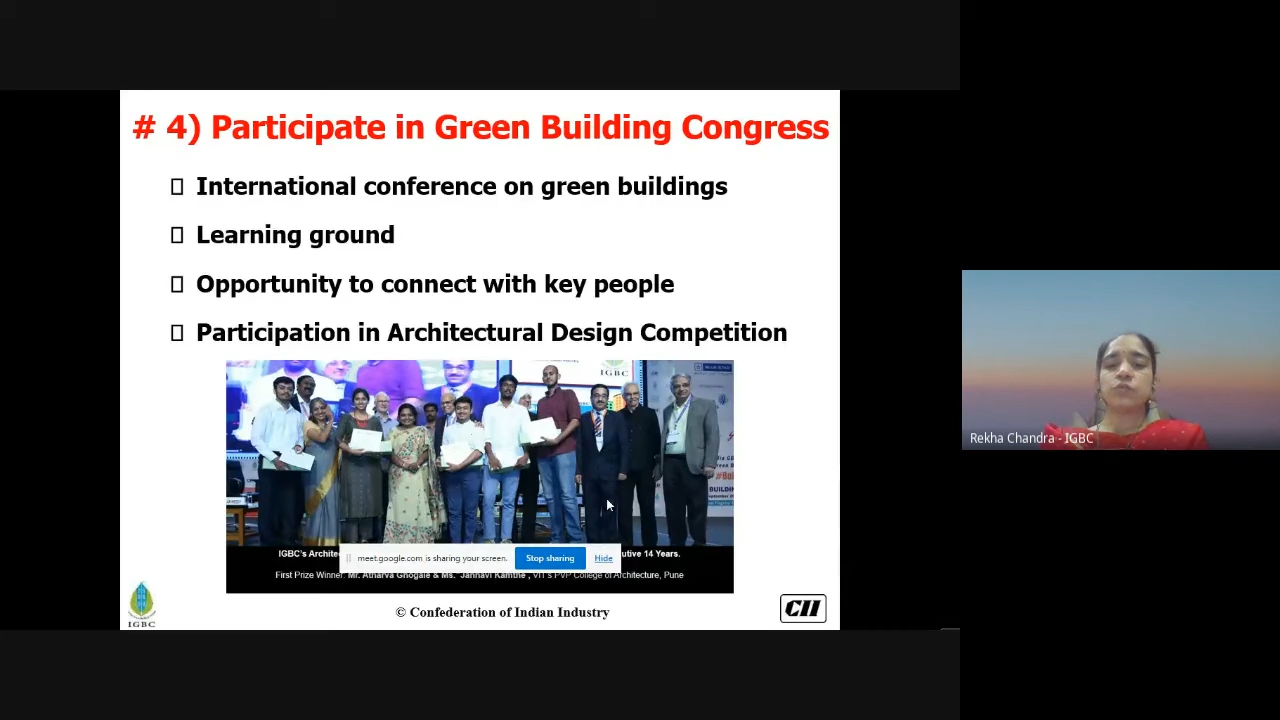 # 4) Participate in Green Building Congress
International conference on green buildings
Learning ground
Opportunity to connect with key people
Participation in Architectural Design Competition
IGBC
IGBC's Archite
utive 14 Years.
meet.google.com is sharing your screen.
Stop sharing
Hide
First Prize Winner: Mr. Atharva Ghogale & Ms. Jannavi Kamthe , VIT's PVP College of Architecture, Pune
IGBC
© Confederation of Indian Industry
CII
Rekha Chandra - IGBC